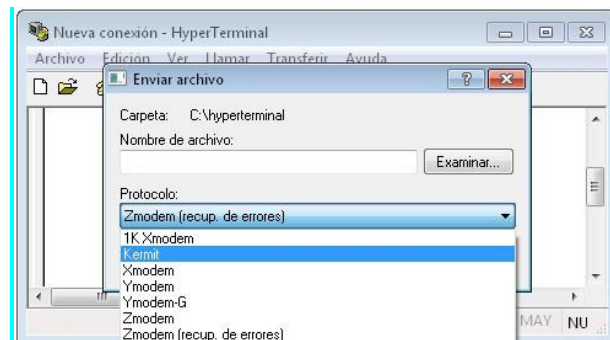 Nueva conexión - HyperTerminal
Archivo Edición Ver Llamar Transferir Ayuda
Enviar archivo
Carpeta: C:\hyperterminal
Nombre de archivo:
Examinar...
Protocolo:
Zmodem (recup. de errores)
1K Xmodem
Kermit
Xmodem
Ymodem
Ymodem-G
Zmodem
Zmodem (recup. de errores)
MAY NU